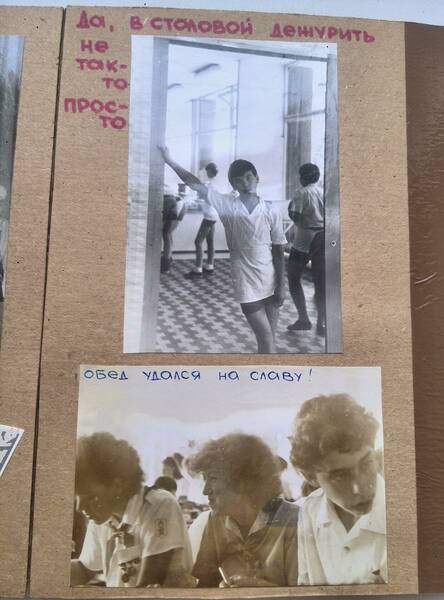 Да, в столовой дежурить
не
так-
то
прос-
то
обед удался на славу!